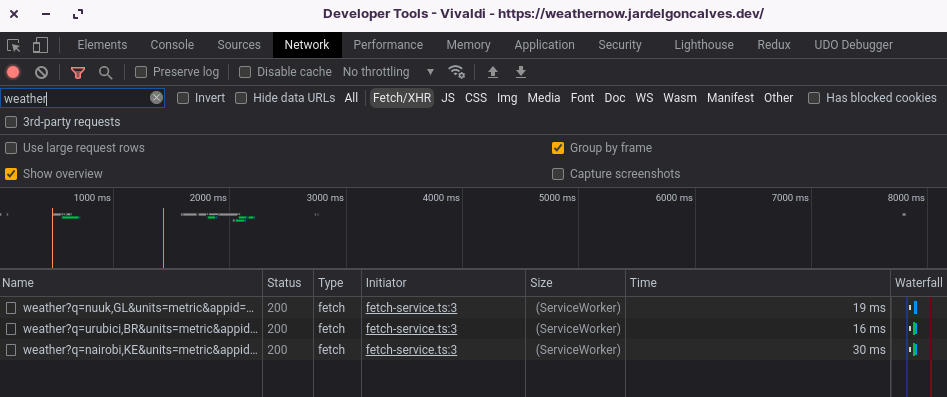 Developer Tools - Vivaldi - https://weathernow.jardelgoncalves.dev/
Elements Console Sources Network Performance Memory Application Security Lighthouse Redux UDO Debugger
Preserve log Disable cache No throttling
weather Invert Hide data URLs All Fetch/XHR JS CSS Img Media Font Doc WS Wasm Manifest Other Has blocked cookies
3rd-party requests
Use large request rows Group by frame
Show overview Capture screenshots
1000 ms 2000 ms 3000 ms 4000 ms 5000 ms 6000 ms 7000 ms 8000 ms
Name Status Type Initiator Size Time Waterfall
weather?q=nuuk,GL&units=metric&appid=... 200 fetch fetch-service.ts:3 (ServiceWorker) 19 ms
weather?q=urubici,BR&units=metric&appid... 200 fetch fetch-service.ts:3 (ServiceWorker) 16 ms
weather?q=nairobi,KE&units=metric&appid... 200 fetch fetch-service.ts:3 (ServiceWorker) 30 ms